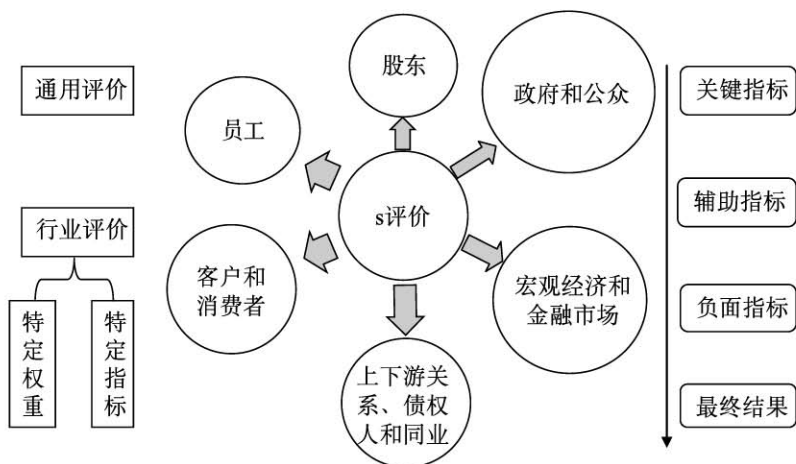 通用评价
行业评价
特
定
权
重
特
定
指
标
股东
员工
政府和公众
s评价
客户和
消费者
宏观经济和
金融市场
上下游关
系、债权
人和同业
关键指标
辅助指标
负面指标
最终结果